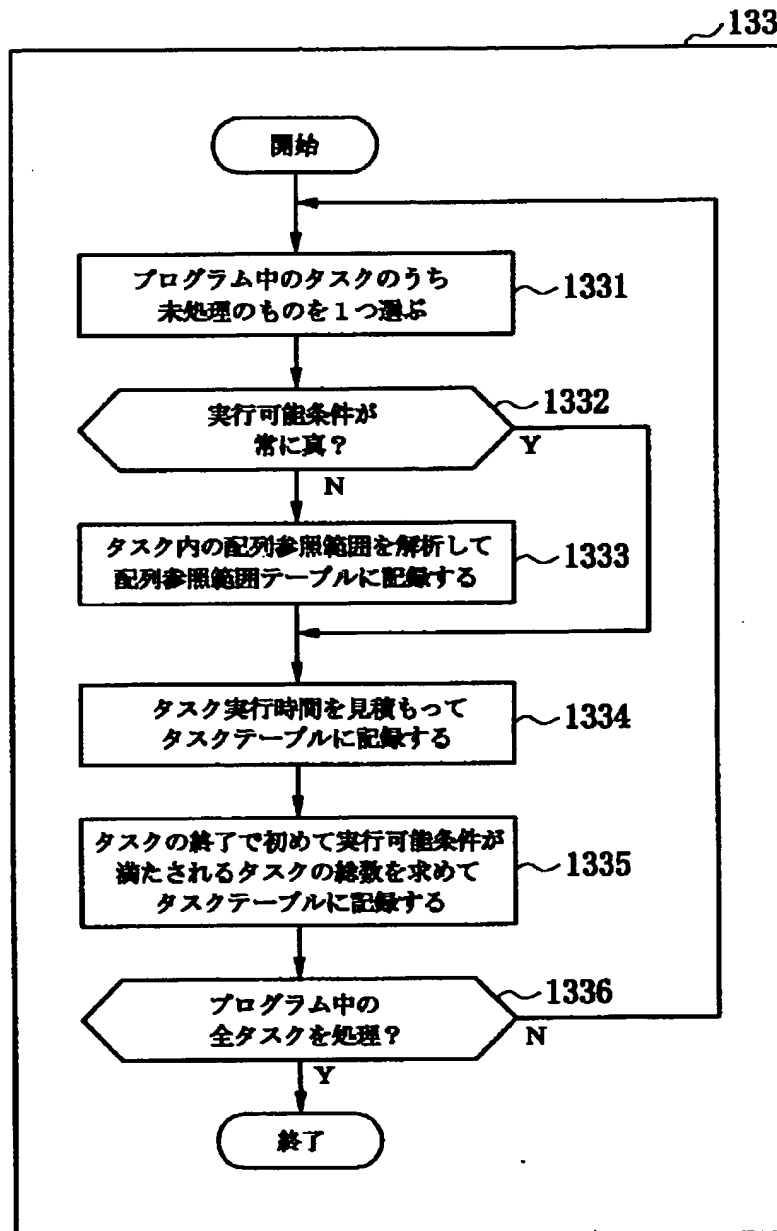 133
開始
プログラム中のタスクのうち
未処理のものを1つ選ぶ
1331
実行可能条件が
常に真?
1332
Y
N
タスク内の配列参照範囲を解析して
配列参照範囲テーブルに記録する
1333
タスク実行時間を見積もって
タスクテーブルに記録する
1334
タスクの終了で初めて実行可能条件が
満たされるタスクの総数を求めて
タスクテーブルに記録する
1335
プログラム中の
全タスクを処理?
1336
N
Y
終了